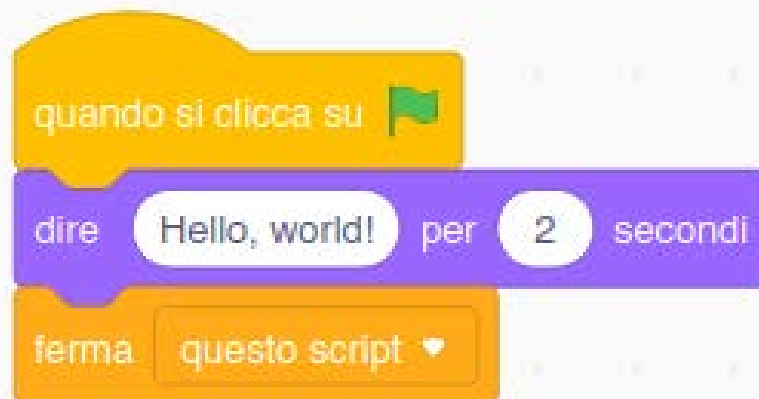 quando si clicca su
dire Hello, world! per 2 secondi
ferma questo script